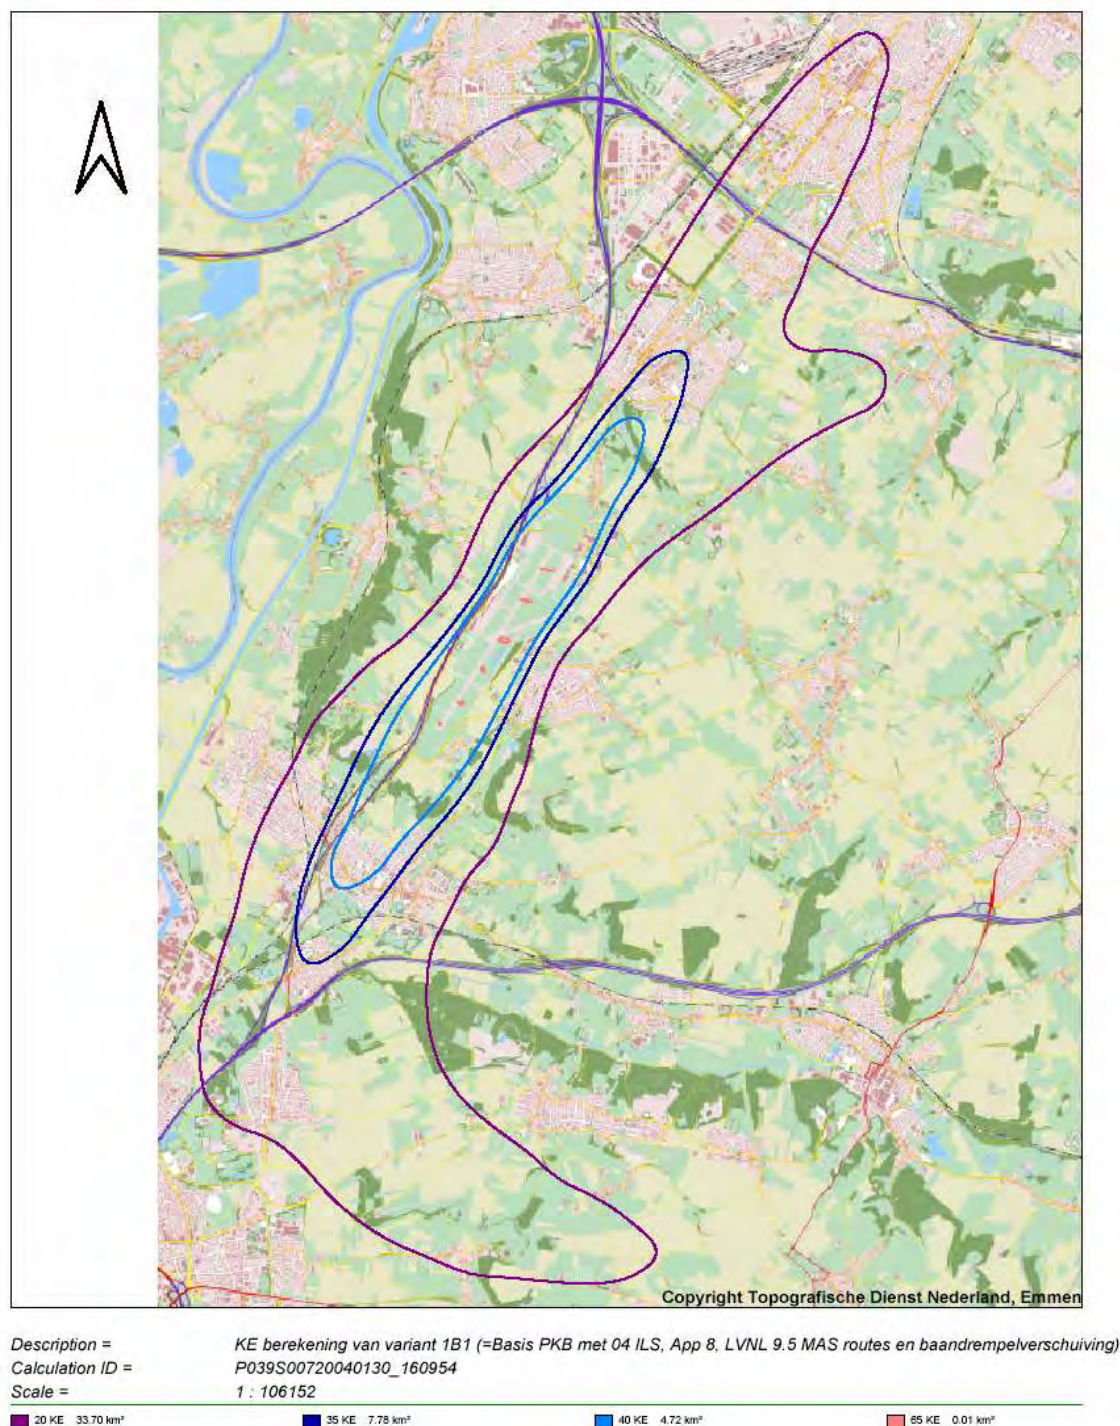 Copyright Topografische Dienst Nederland, Emmen
Description = KE berekening van variant 1B1 (=Basis PKB met 04 ILS, App 8, LVNL 9.5 MAS routes en baandrempelverschuiving)
Calculation ID = P039S00720040130_160954
Scale = 1 : 106152
20 KE 33.70 km² 35 KE 7.78 km² 40 KE 4.72 km² 65 KE 0.01 km²